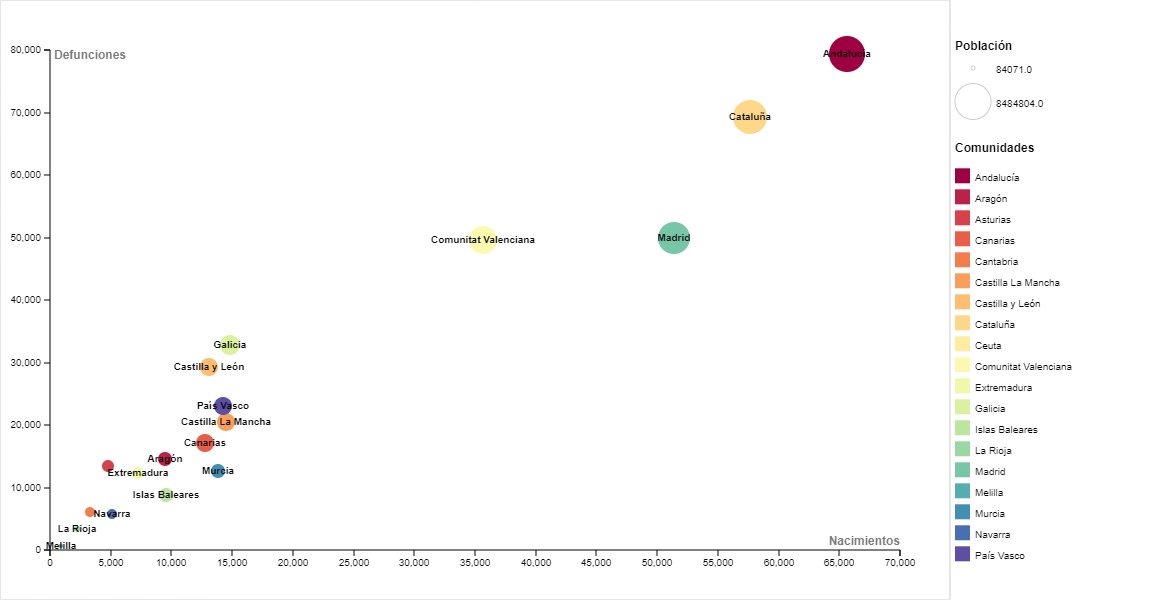 Defunciones
80,000
70,000
60,000
50,000
40,000
30,000
20,000
10,000
0
Andalucía
Cataluña
Comunitat Valenciana
Madrid
Galicia
Castilla y León
País Vasco
Castilla La Mancha
Canarias
Aragón
Extremadura
Murcia
Islas Baleares
Navarra
La Rioja
Melilla
Nacimientos
0
5,000
10,000
15,000
20,000
25,000
30,000
35,000
40,000
45,000
50,000
55,000
60,000
65,000
70,000
Población
84071.0
8484804.0
Comunidades
Andalucía
Aragón
Asturias
Canarias
Cantabria
Castilla La Mancha
Castilla y León
Cataluña
Ceuta
Comunitat Valenciana
Extremadura
Galicia
Islas Baleares
La Rioja
Madrid
Melilla
Murcia
Navarra
País Vasco